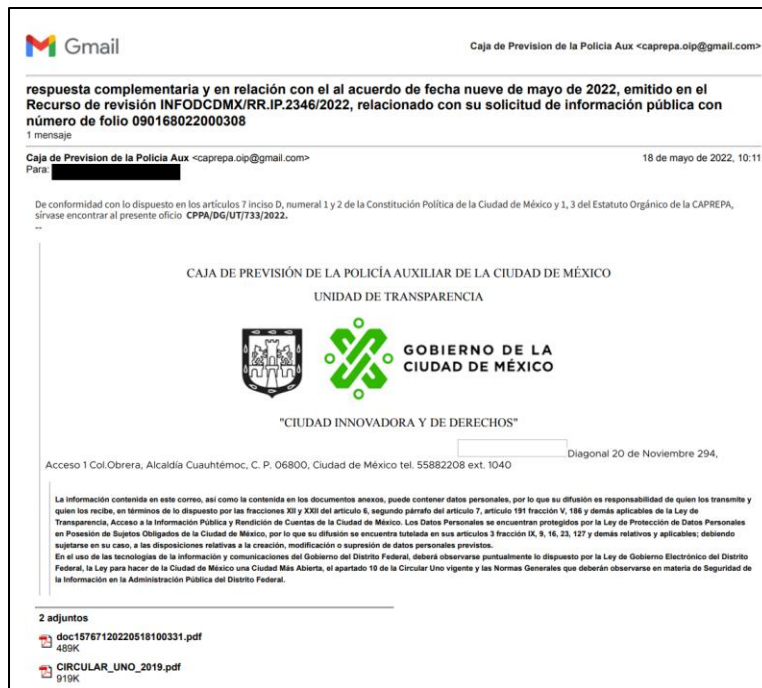 Gmail
Caja de Prevision de la Policia Aux <caprepa.oip@gmail.com>
respuesta complementaria y en relación con el al acuerdo de fecha nueve de mayo de 2022, emitido en el
Recurso de revisión INFODCDMX/RR.IP.2346/2022, relacionado con su solicitud de información pública con
número de folio 090168022000308
1 mensaje
Caja de Prevision de la Policia Aux <caprepa.oip@gmail.com>
18 de mayo de 2022, 10:11
Para:
De conformidad con lo dispuesto en los artículos 7 inciso D, numeral 1 y 2 de la Constitución Política de la Ciudad de México y 1, 3 del Estatuto Orgánico de la CAPREPA,
sírvase encontrar al presente oficio CPPA/DG/UT/733/2022.
--
CAJA DE PREVISIÓN DE LA POLICÍA AUXILIAR DE LA CIUDAD DE MÉXICO
UNIDAD DE TRANSPARENCIA
GOBIERNO DE LA
CIUDAD DE MÉXICO
"CIUDAD INNOVADORA Y DE DERECHOS"
Diagonal 20 de Noviembre 294,
Acceso 1 Col.Obrera, Alcaldía Cuauhtémoc, C. P. 06800, Ciudad de México tel. 55882208 ext. 1040
La información contenida en este correo, así como la contenida en los documentos anexos, puede contener datos personales, por lo que su difusión es responsabilidad de quien los transmite y
quien los recibe, en términos de lo dispuesto por las fracciones XII y XXII del artículo 6, segundo párrafo del artículo 7, artículo 191 fracción V, 186 y demás aplicables de la Ley de
Transparencia, Acceso a la Información Pública y Rendición de Cuentas de la Ciudad de México. Los Datos Personales se encuentran protegidos por la Ley de Protección de Datos Personales
en Posesión de Sujetos Obligados de la Ciudad de México, por lo que su difusión se encuentra tutelada en sus artículos 3 fracción IX, 9, 16, 23, 127 y demás relativos y aplicables; debiendo
sujetarse en su caso, a las disposiciones relativas a la creación, modificación o supresión de datos personales previstos.
En el uso de las tecnologías de la información y comunicaciones del Gobierno del Distrito Federal, deberá observarse puntualmente lo dispuesto por la Ley de Gobierno Electrónico del Distrito
Federal, la Ley para hacer de la Ciudad de México una Ciudad Más Abierta, el apartado 10 de la Circular Uno vigente y las Normas Generales que deberán observarse en materia de Seguridad de
la Información en la Administración Pública del Distrito Federal.
2 adjuntos
doc15767120220518100331.pdf
489K
CIRCULAR_UNO_2019.pdf
919K